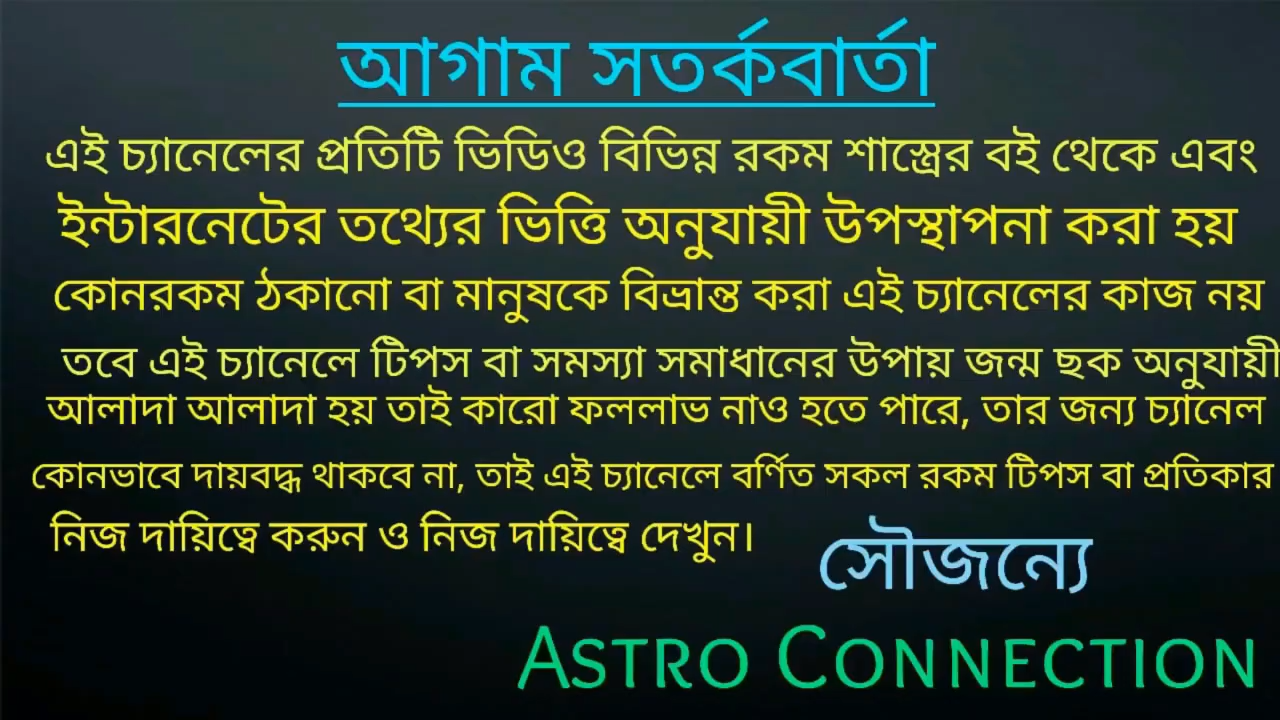 আগাম সতর্কবার্তা
এই চ্যানেলের প্রতিটি ভিডিও বিভিন্ন রকম শাস্ত্রের বই থেকে এবং
ইন্টারনেটের তথ্যের ভিত্তি অনুযায়ী উপস্থাপনা করা হয়
কোনরকম ঠকানো বা মানুষকে বিভ্রান্ত করা এই চ্যানেলের কাজ নয়
তবে এই চ্যানেলে টিপস বা সমস্যা সমাধানের উপায় জন্ম ছক অনুযায়ী
আলাদা আলাদা হয় তাই কারো ফললাভ নাও হতে পারে, তার জন্য চ্যানেল
কোনভাবে দায়বদ্ধ থাকবে না, তাই এই চ্যানেলে বর্ণিত সকল রকম টিপস বা প্রতিকার
নিজ দায়িত্বে করুন ও নিজ দায়িত্বে দেখুন।
সৌজন্যে
ASTRO CONNECTION